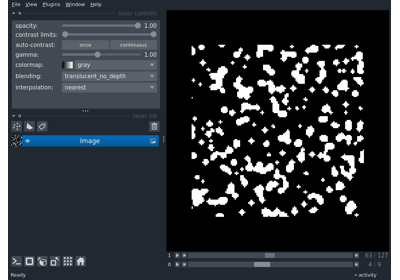 File View Plugins Window Help
layer controls
opacity: 1.00
contrast limits:
auto-contrast: once continuous
gamma: 1.00
colormap: gray
blending: translucent_no_depth
interpolation: nearest
layer list
Image
1 63 127
0 4 9
Ready activity